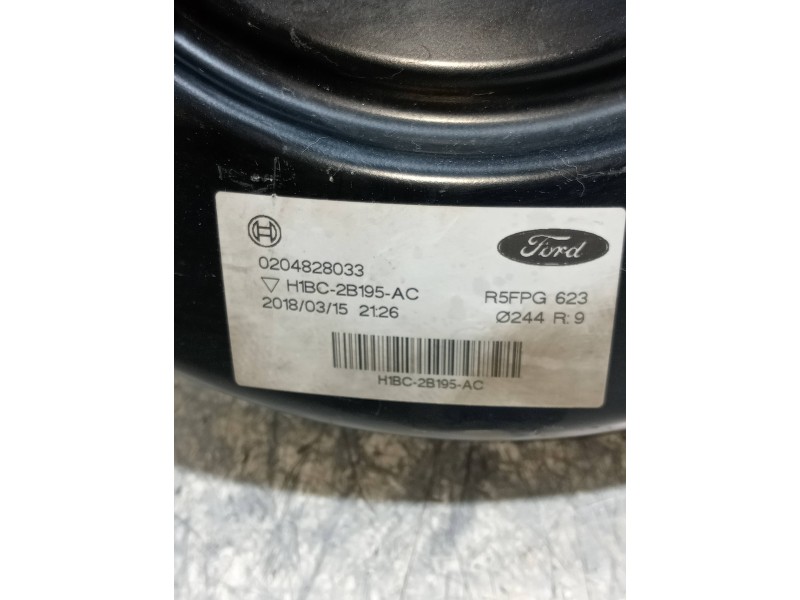 H
Ford
0204828033
▽ H1BC-2B195-AC
R5FPG 623
2018/03/15 21:26
Ø244 R:9
H1BC-2B195-AC